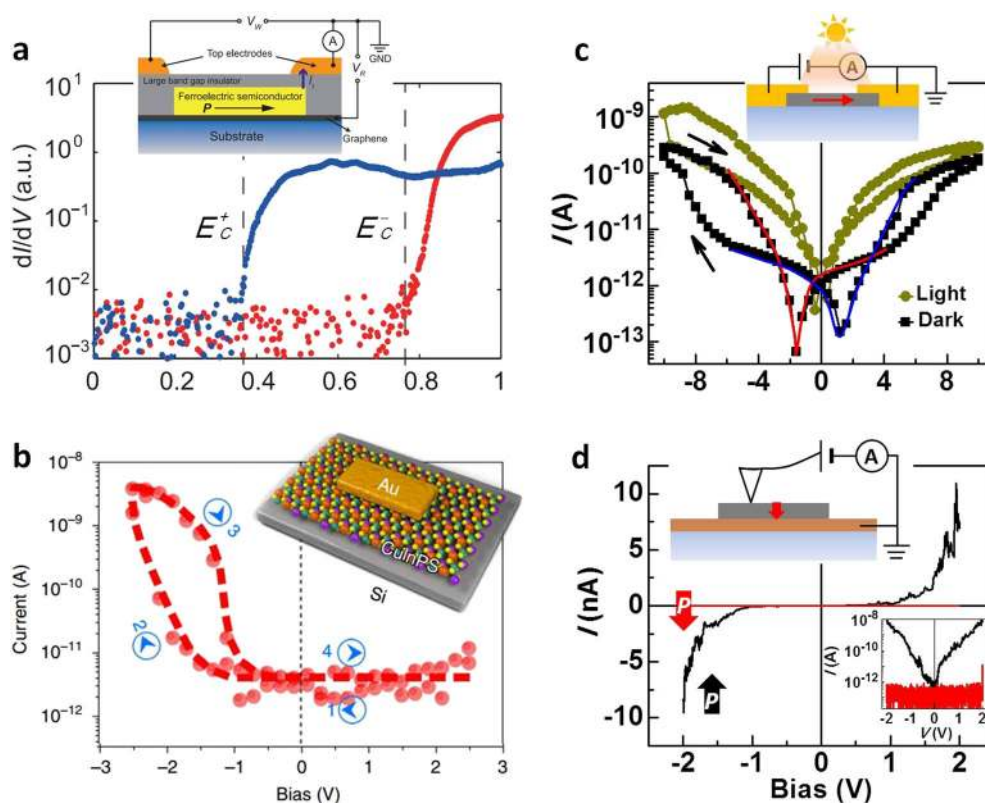 a
V_W
A
GND
Top electrodes
I_t
V_R
Large band gap insulator
Ferroelectric semiconductor
P
Graphene
Substrate
10^1
10^0
10^-1
10^-2
10^-3
dI/dV (a.u.)
E_C^+
E_C^-
0 0.2 0.4 0.6 0.8 1
c
A
10^-9
10^-10
10^-11
10^-12
10^-13
I (A)
Light
Dark
-8 -4 0 4 8
b
10^-8
10^-9
10^-10
10^-11
10^-12
Current (A)
Au
CuInPS
Si
3
2
4
1
−3 −2 −1 0 1 2 3
Bias (V)
d
A
10
5
0
-5
-10
I (nA)
P
P
10^-8
10^-10
10^-12
I (A)
-2 -1 0 1 2
V (V)
-2 -1 0 1 2
Bias (V)